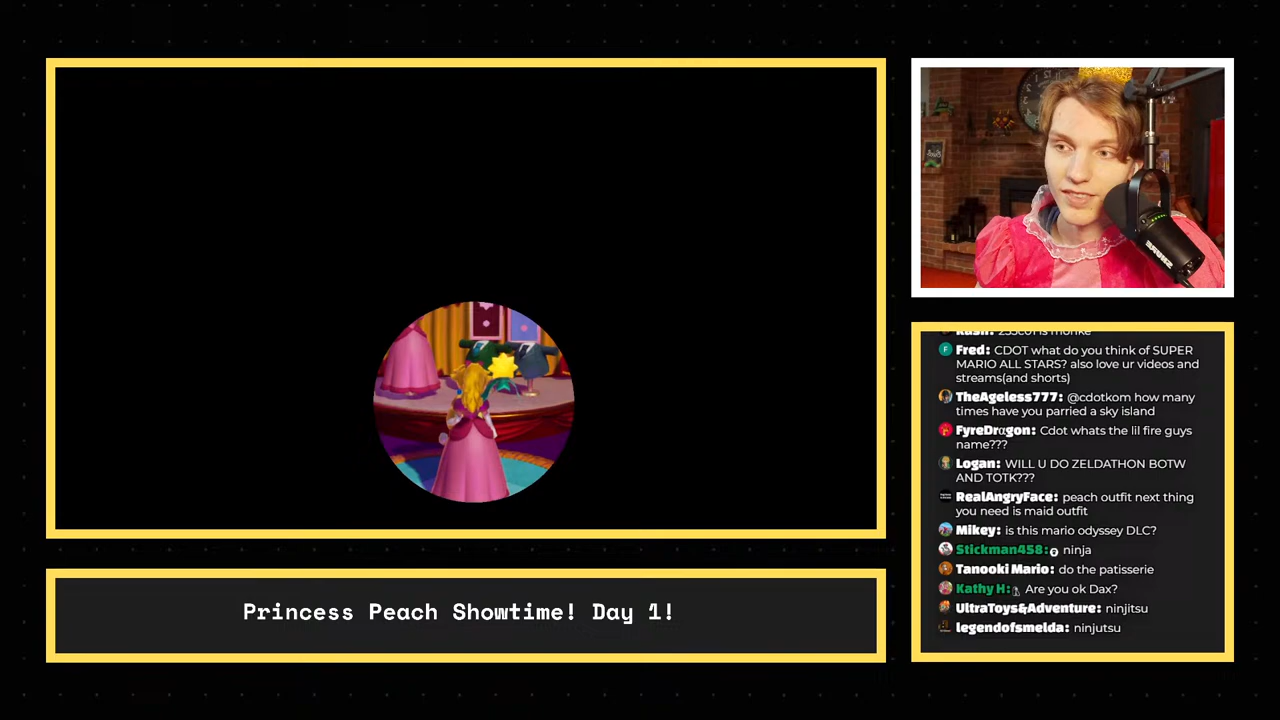 Princess Peach Showtime! Day 1!
Fred: CDOT what do you think of SUPER
MARIO ALL STARS? also love ur videos and
streams(and shorts)
TheAgeless777: @cdotkom how many
times have you parried a sky island
FyreDrαgon: Cdot whats the lil fire guys
name???
Logan: WILL U DO ZELDATHON BOTW
AND TOTK???
RealAngryFace: peach outfit next thing
you need is maid outfit
Mikey: is this mario odyssey DLC?
Stickman458: ninja
Tanooki Mario: do the patisserie
Kathy H: Are you ok Dax?
UltraToys&Adventure: ninjitsu
legendofsmelda: ninjutsu